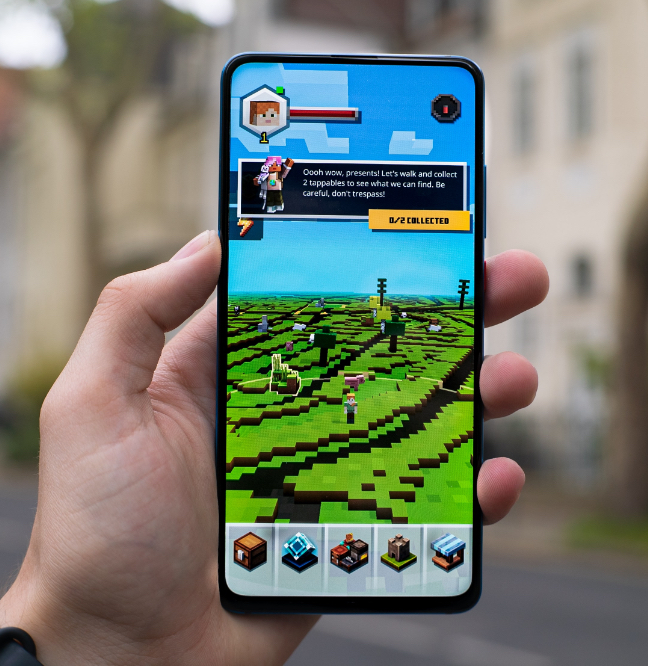 1
Oooh wow, presents! Let's walk and collect
2 tappables to see what we can find. Be
careful, don't trespass!
0/2 COLLECTED